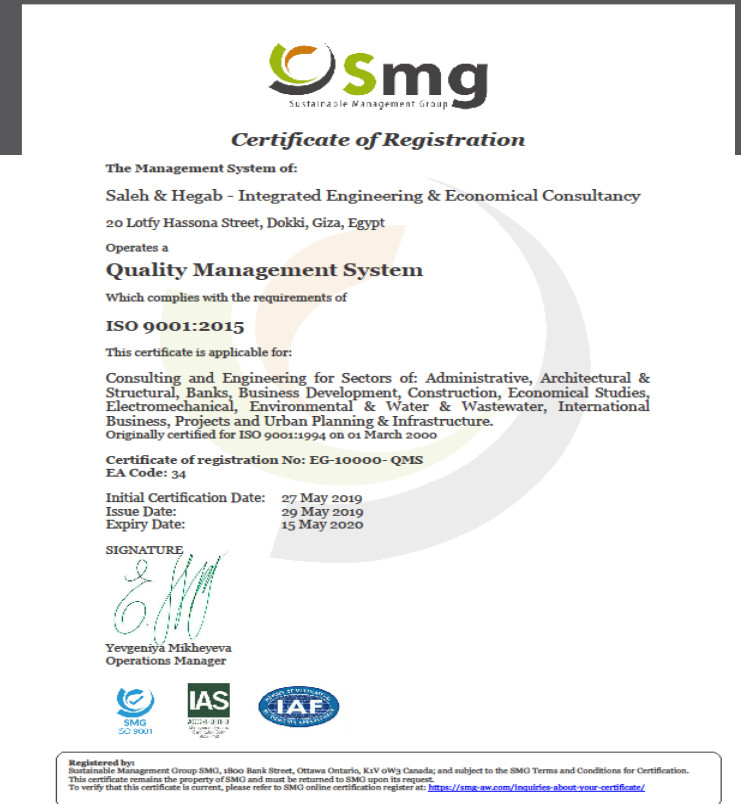 Smg
Sustainable Management Group
Certificate of Registration
The Management System of:
Saleh & Hegab - Integrated Engineering & Economical Consultancy
20 Lotfy Hassona Street, Dokki, Giza, Egypt
Operates a
Quality Management System
Which complies with the requirements of
ISO 9001:2015
This certificate is applicable for:
Consulting and Engineering for Sectors of: Administrative, Architectural &
Structural, Banks, Business Development, Construction, Economical Studies,
Electromechanical, Environmental & Water & Wastewater, International
Business, Projects and Urban Planning & Infrastructure.
Originally certified for ISO 9001:1994 on 01 March 2000
Certificate of registration No: EG-10000- QMS
EA Code: 34
Initial Certification Date: 27 May 2019
Issue Date: 29 May 2019
Expiry Date: 15 May 2020
SIGNATURE
Yevgeniya Mikheyeva
Operations Manager
SMG
ISO 9001
IAS
ACCREDITED
IAF
Registered by:
Sustainable Management Group SMG, 1800 Bank Street, Ottawa Ontario, K1V 0W3 Canada; and subject to the SMG Terms and Conditions for Certification.
This certificate remains the property of SMG and must be returned to SMG upon its request.
To verify that this certificate is current, please refer to SMG online certification register at: https://smg-aw.com/inquiries-about-your-certificate/